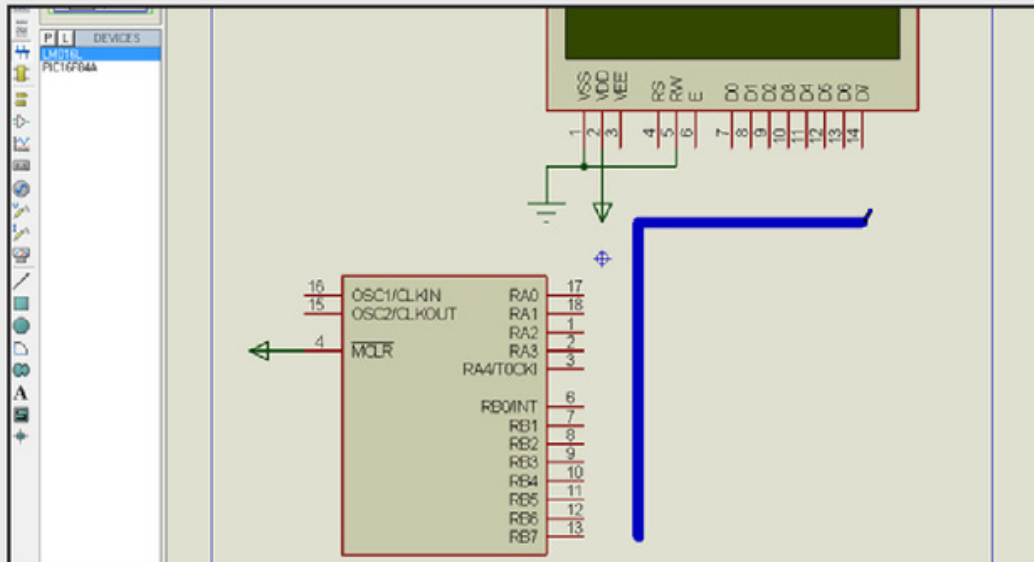 P L DEVICES
LM016L
PIC16F84A
VSS
VDD
VEE
RS
RW
E
D0
D1
D2
D3
D4
D5
D6
D7
1
2
3
4
5
6
7
8
9
10
11
12
13
14
16 OSC1/CLKIN RA0 17
15 OSC2/CLKOUT RA1 18
RA2 1
4 MCLR RA3 2
RA4/T0CKI 3
RB0/INT 6
RB1 7
RB2 8
RB3 9
RB4 10
RB5 11
RB6 12
RB7 13
A